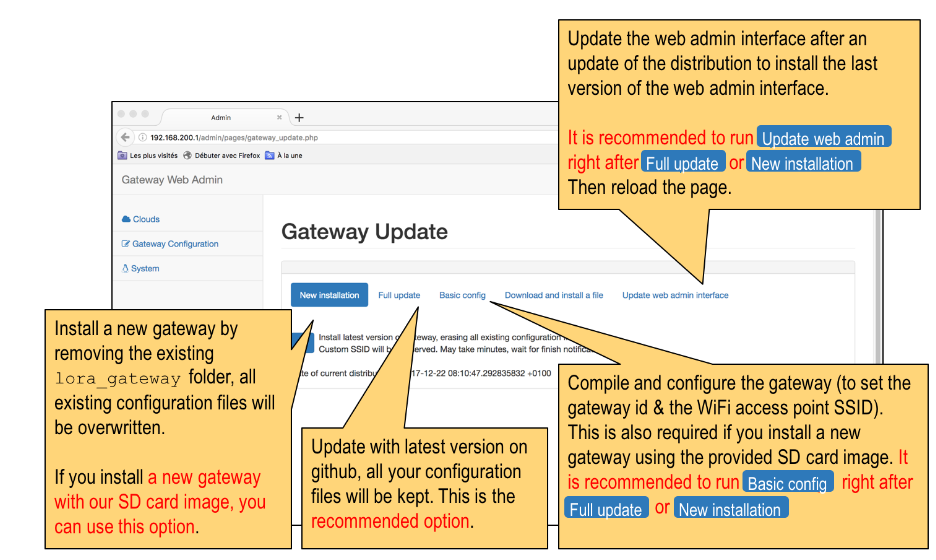 Update the web admin interface after an
update of the distribution to install the last
version of the web admin interface.
It is recommended to run Update web admin
right after Full update or New installation
Then reload the page.
Admin
192.168.200.1/admin/pages/gateway_update.php
Les plus visités Débuter avec Firefox À la une
Gateway Web Admin
Clouds
Gateway Configuration
System
Gateway Update
New installation Full update Basic config Download and install a file Update web admin interface
Install latest version eway, erasing all existing configuration
Custom SSID will b erved. May take minutes, wait for finish notific
te of current distribu 17-12-22 08:10:47.292835832 +0100
Install a new gateway by
removing the existing
lora_gateway folder, all
existing configuration files will
be overwritten.
If you install a new gateway
with our SD card image, you
can use this option.
Update with latest version on
github, all your configuration
files will be kept. This is the
recommended option.
Compile and configure the gateway (to set the
gateway id & the WiFi access point SSID).
This is also required if you install a new
gateway using the provided SD card image. It
is recommended to run Basic config right after
Full update or New installation